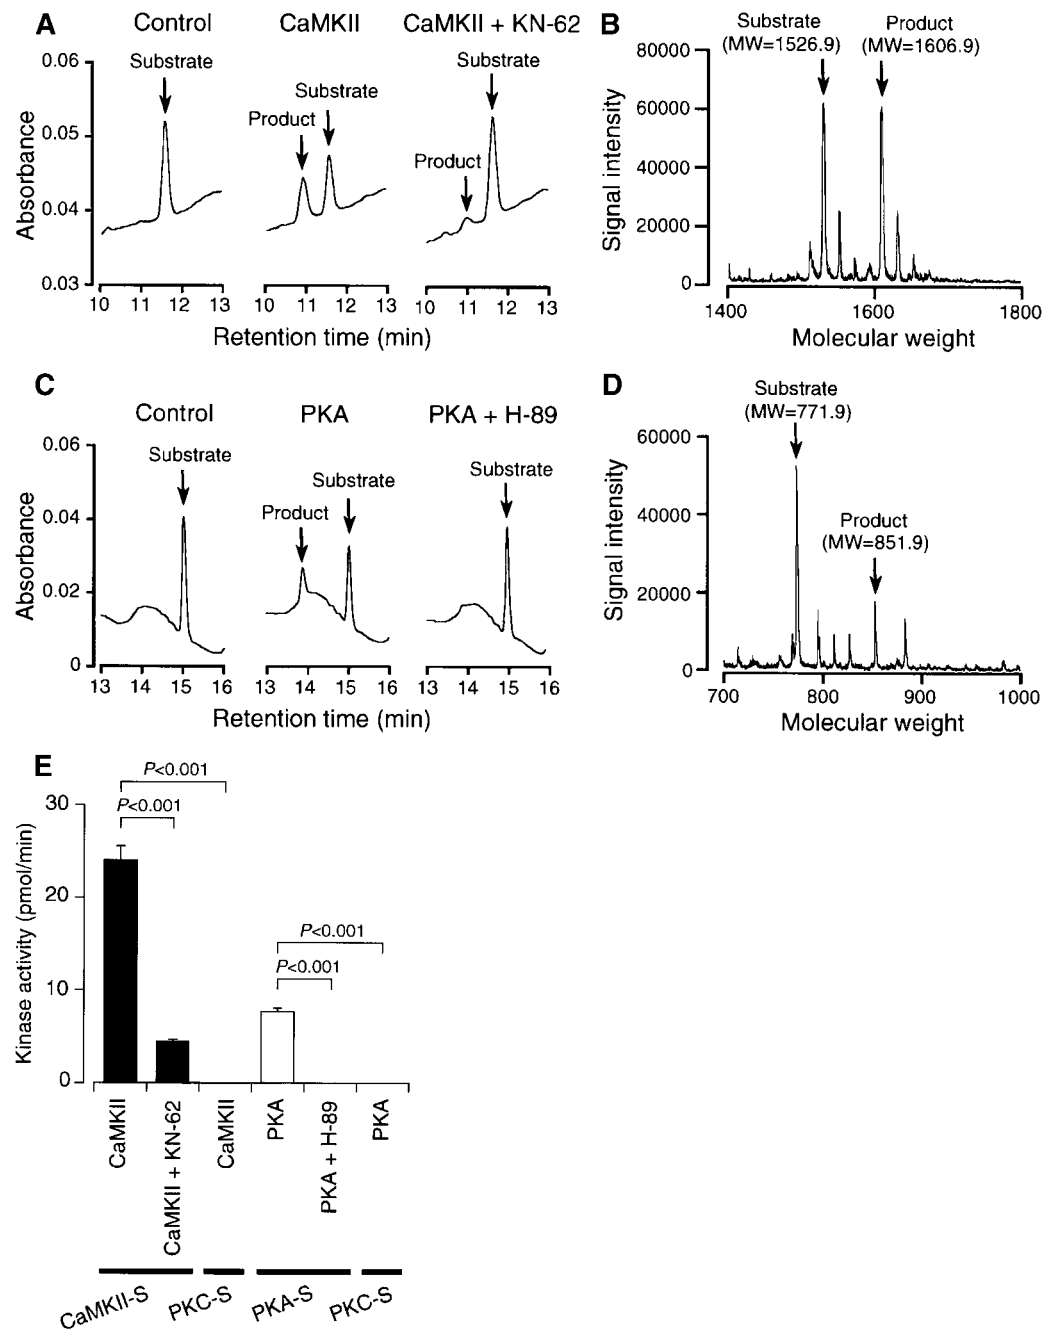 A
Control
CaMKII
CaMKII + KN-62
0.06
0.05
0.04
0.03
Absorbance
Substrate
Product
Substrate
Product
Substrate
10 11 12 13
10 11 12 13
10 11 12 13
Retention time (min)
B
Substrate
(MW=1526.9)
Product
(MW=1606.9)
80000
60000
40000
20000
0
Signal intensity
1400 1600 1800
Molecular weight
C
Control
PKA
PKA + H-89
0.06
0.04
0.02
0
Absorbance
Substrate
Product
Substrate
Substrate
13 14 15 16
13 14 15 16
13 14 15 16
Retention time (min)
D
Substrate
(MW=771.9)
Product
(MW=851.9)
60000
40000
20000
0
Signal intensity
700 800 900 1000
Molecular weight
E
P<0.001
P<0.001
P<0.001
P<0.001
30
20
10
0
Kinase activity (pmol/min)
CaMKII
CaMKII + KN-62
CaMKII
PKA
PKA + H-89
PKA
CaMKII-S
PKC-S
PKA-S
PKC-S